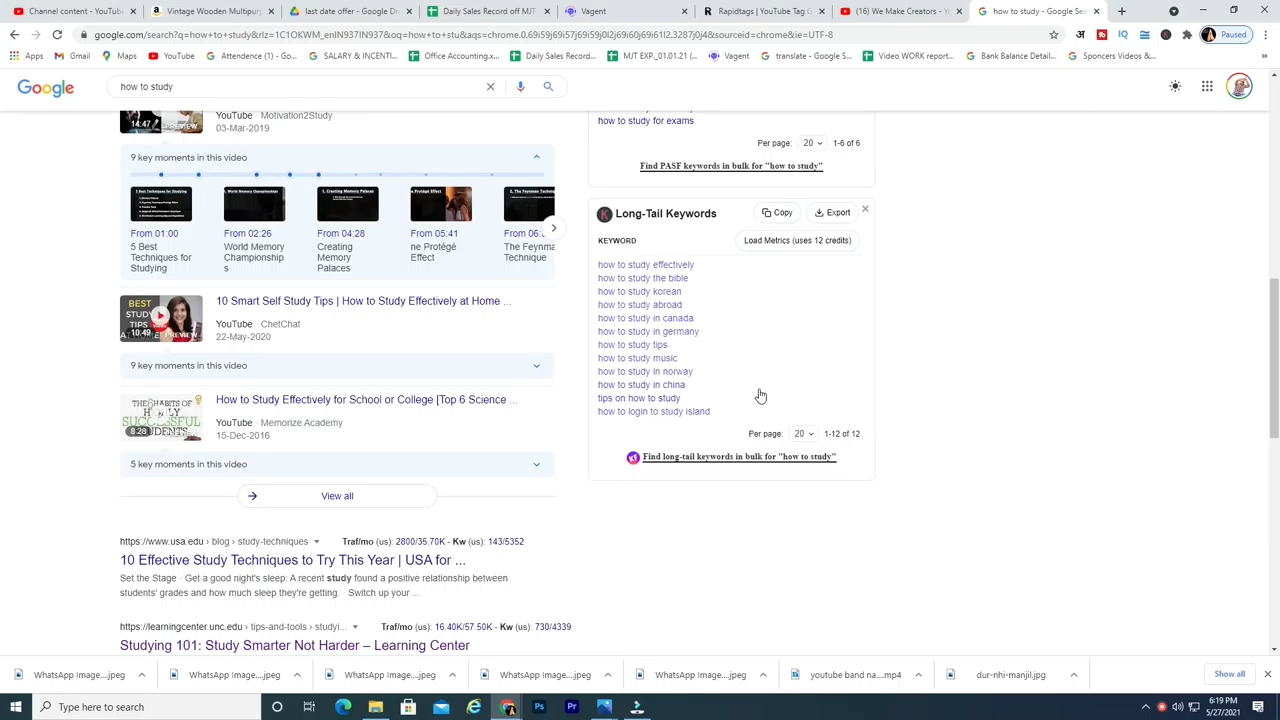 Vantage Wooden Multipur
last date offer - Google Dr
DAILY SALES RECORD OF MJT
Vagent
Rapidtags | YouTube Tag G
(16) We Makes Creators - Y
how to study - Google Sear
google.com/search?q=how+to+study&rlz=1C1OKWM_enIN937IN937&oq=how+to+stu&aqs=chrome.0.69i59j69i57j69i59j0l2j69i60j69i61l2.3287j0j4&sourceid=chrome&ie=UTF-8
Paused
Apps
Gmail
Maps
YouTube
Attendence (-) - Go...
SALARY & INCENTI...
Office Accounting.x...
Daily Sales Record...
MJT EXP_01.01.21 (...
Vagent
translate - Google S...
Video WORK report...
Bank Balance Detail...
Sponcers Videos &...
Google
how to study
14:47
PREVIEW
YouTube · Motivation2Study
03-Mar-2019
9 key moments in this video
From 01:00
5 Best
Techniques for
Studying
From 02:26
World Memory
Championship
s
From 04:28
Creating
Memory
Palaces
From 05:41
ne Protégé
Effect
From 06:
The Feynma
Technique
BEST
STUDY
TIPS
10:49
PREVIEW
10 Smart Self Study Tips | How to Study Effectively at Home ...
YouTube · ChetChat
22-May-2020
9 key moments in this video
8:28
How to Study Effectively for School or College [Top 6 Science ...
YouTube · Memorize Academy
15-Dec-2016
5 key moments in this video
View all
https://www.usa.edu › blog › study-techniques
Traf/mo (us): 2800/35.70K - Kw (us): 143/5352
10 Effective Study Techniques to Try This Year | USA for ...
Set the Stage · Get a good night's sleep: A recent study found a positive relationship between
students' grades and how much sleep they're getting. · Switch up your ...
https://learningcenter.unc.edu › tips-and-tools › studyi...
Traf/mo (us): 16.40K/57.50K - Kw (us): 730/4339
Studying 101: Study Smarter Not Harder – Learning Center
how to study for exams
Per page: 20 1-6 of 6
Find PASF keywords in bulk for "how to study"
Long-Tail Keywords
Copy
Export
KEYWORD
Load Metrics (uses 12 credits)
how to study effectively
how to study the bible
how to study korean
how to study abroad
how to study in canada
how to study in germany
how to study tips
how to study music
how to study in norway
how to study in china
tips on how to study
how to login to study island
Per page: 20 1-12 of 12
Find long-tail keywords in bulk for "how to study"
WhatsApp Image....jpeg
WhatsApp Image....jpeg
WhatsApp Image....jpeg
WhatsApp Image....jpeg
WhatsApp Image....jpeg
youtube band na....mp4
dur-nhi-manjil.jpg
Show all
Type here to search
6:19 PM
5/27/2021